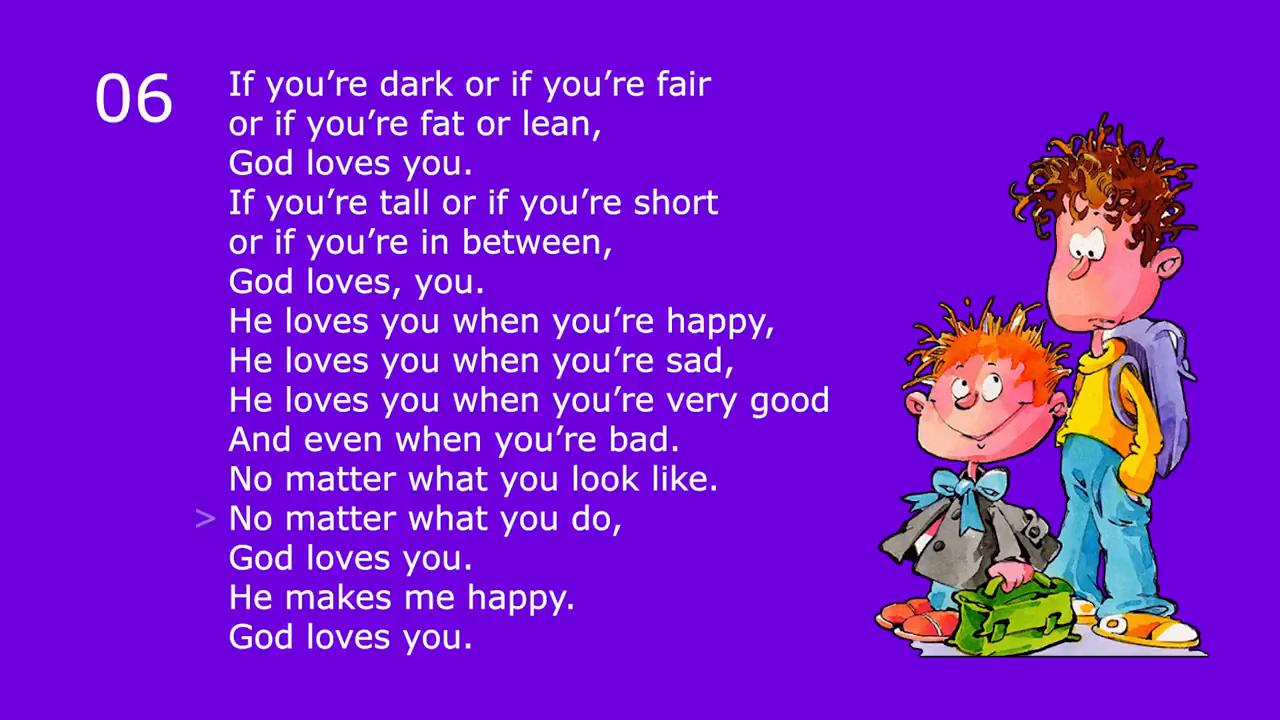 06
If you’re dark or if you’re fair
or if you’re fat or lean,
God loves you.
If you’re tall or if you’re short
or if you’re in between,
God loves, you.
He loves you when you’re happy,
He loves you when you’re sad,
He loves you when you’re very good
And even when you’re bad.
No matter what you look like.
> No matter what you do,
God loves you.
He makes me happy.
God loves you.